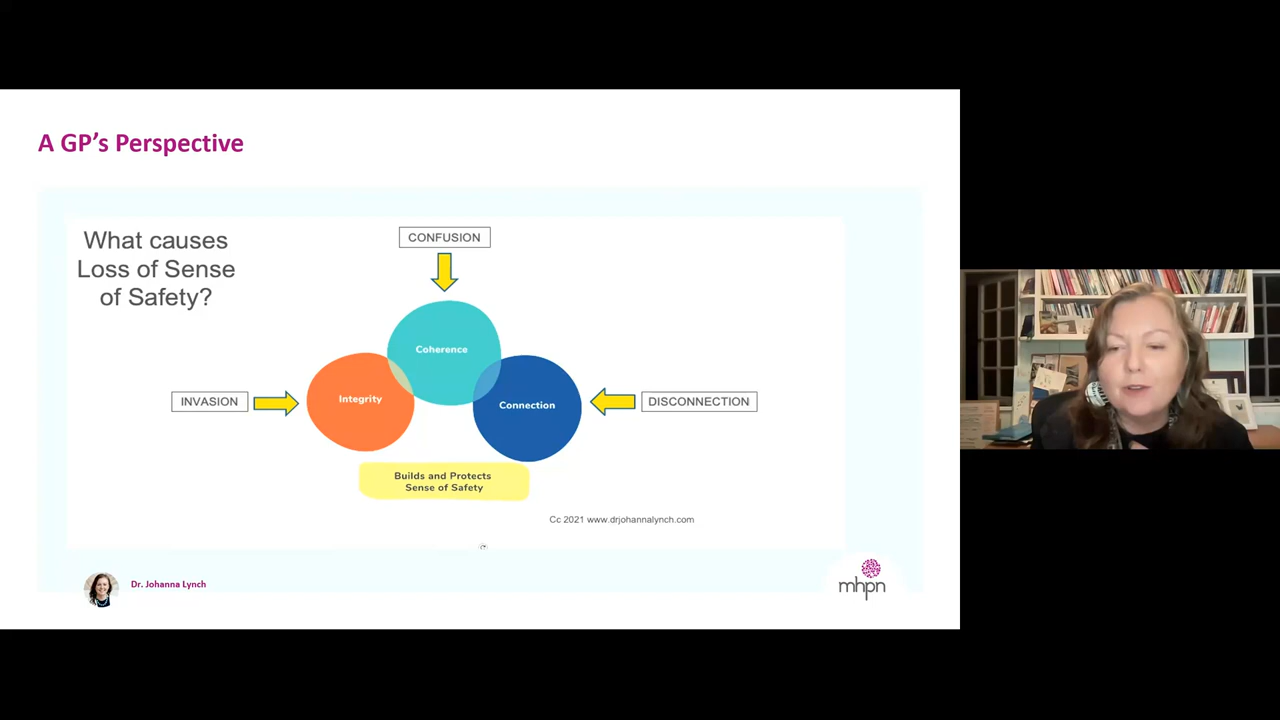 A GP’s Perspective
What causes
Loss of Sense
of Safety?
CONFUSION
Coherence
INVASION
Integrity
Connection
DISCONNECTION
Builds and Protects
Sense of Safety
Cc 2021 www.drjohannalynch.com
Dr. Johanna Lynch
mhpn